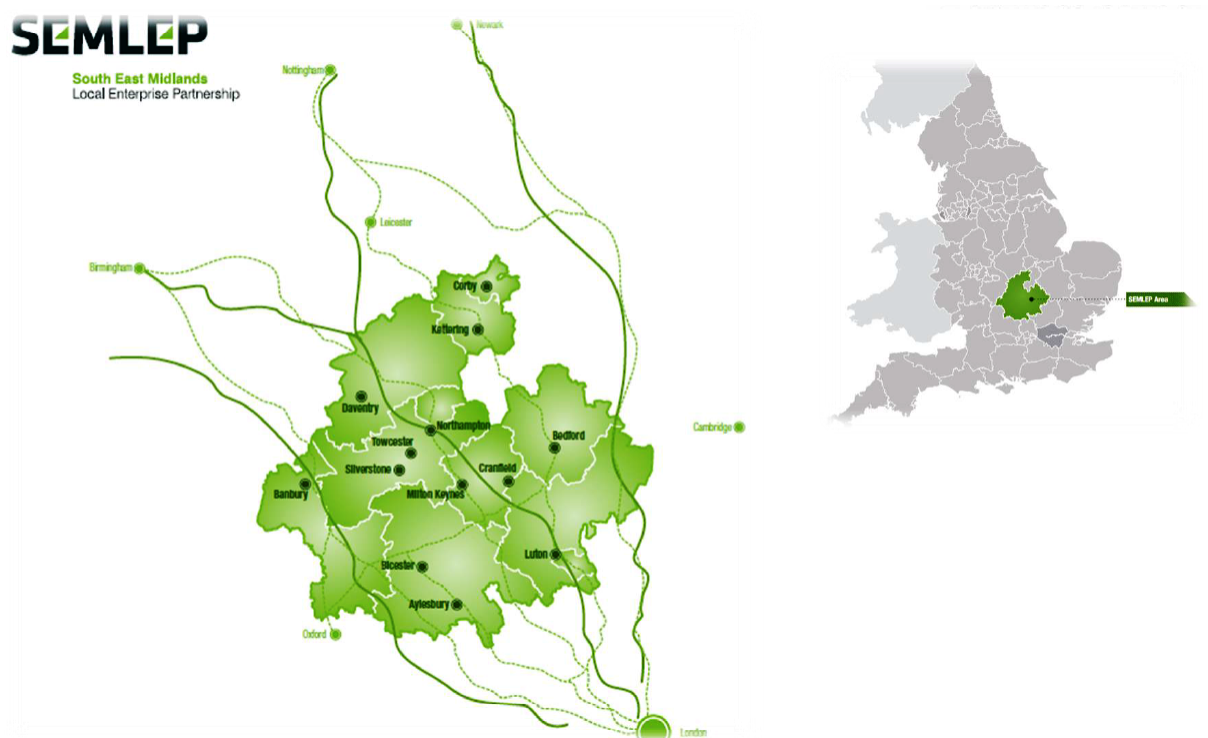 SEMLEP
South East Midlands
Local Enterprise Partnership
Newark
Nottingham
Leicester
Birmingham
Corby
Kettering
SEMLEP Area
Daventry
Northampton
Cambridge
Towcester
Bedford
Silverstone
Cranfield
Banbury
Milton Keynes
Luton
Bicester
Aylesbury
Oxford
London